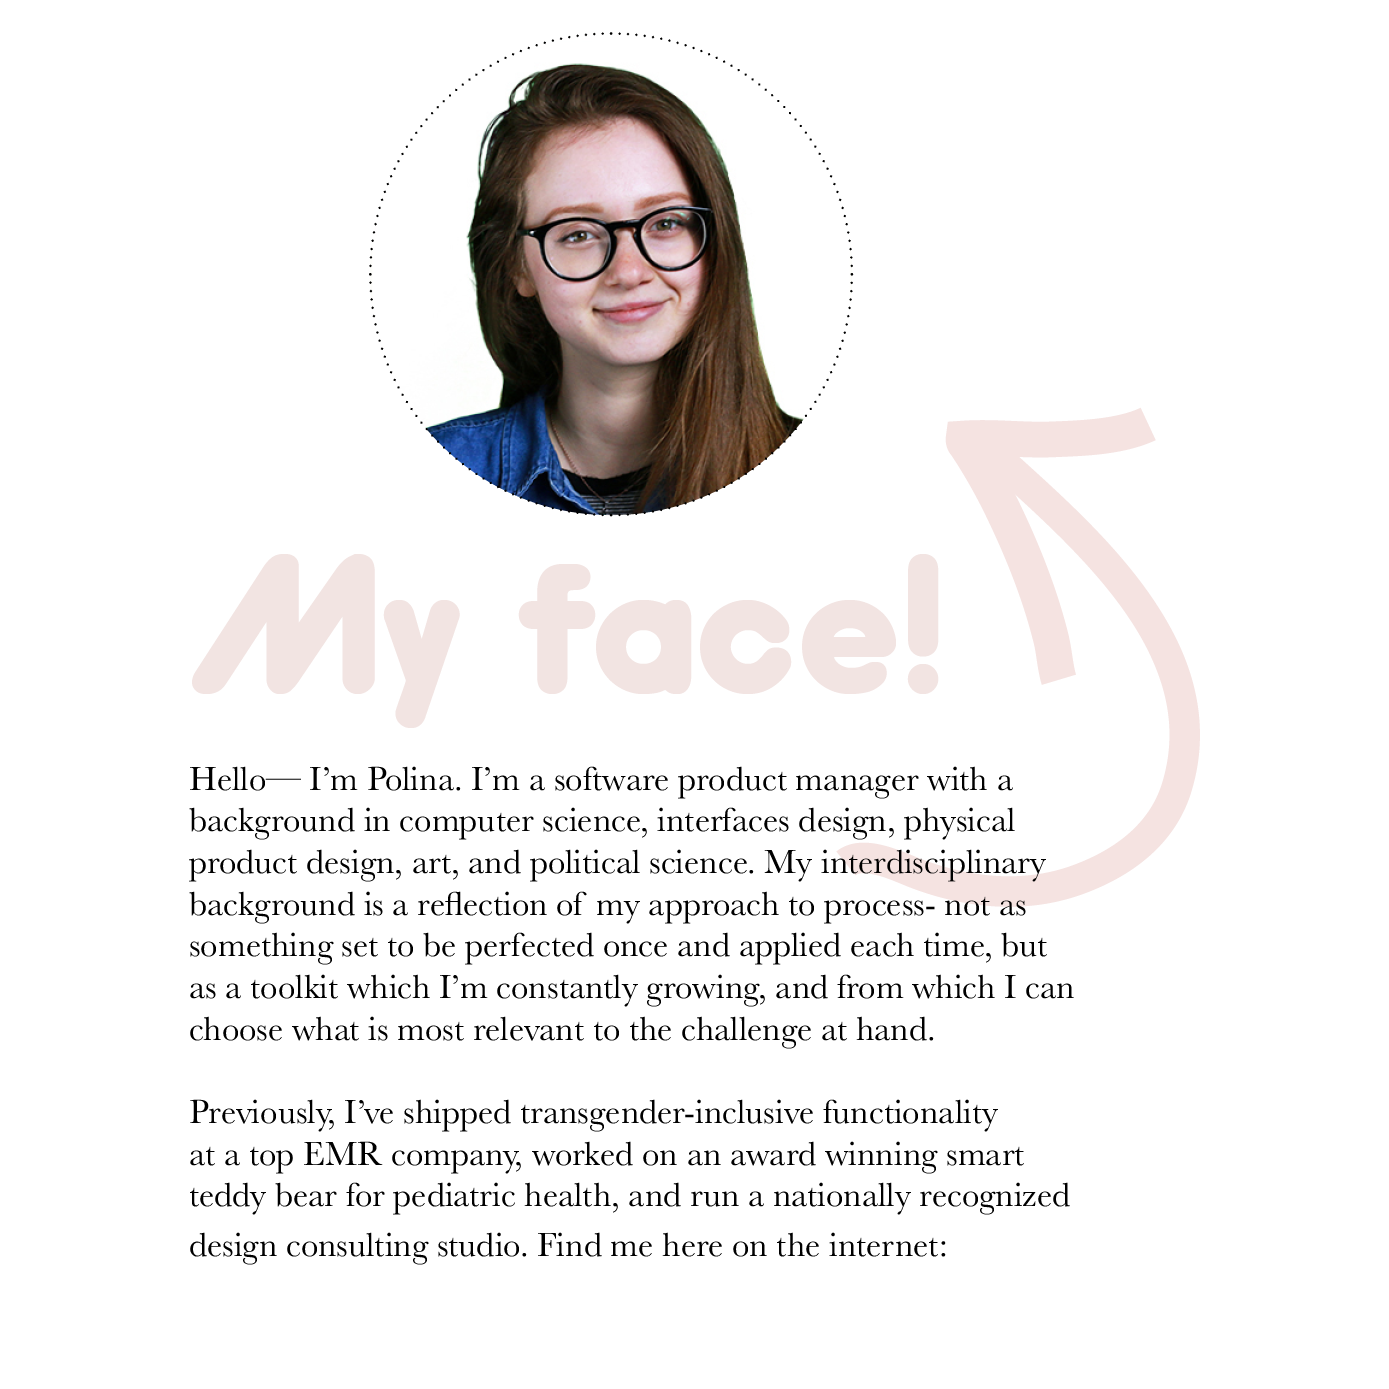 My face!
Hello— I’m Polina. I’m a software product manager with a
background in computer science, interfaces design, physical
product design, art, and political science. My interdisciplinary
background is a reflection of my approach to process- not as
something set to be perfected once and applied each time, but
as a toolkit which I’m constantly growing, and from which I can
choose what is most relevant to the challenge at hand.
Previously, I’ve shipped transgender-inclusive functionality
at a top EMR company, worked on an award winning smart
teddy bear for pediatric health, and run a nationally recognized
design consulting studio. Find me here on the internet: